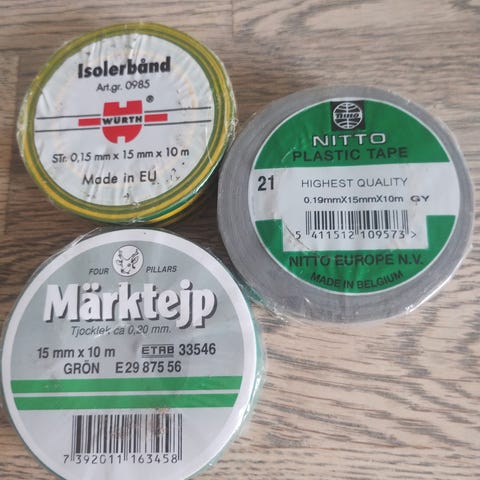 Isolerbånd
Art.gr. 0985
WÜRTH
®
STr. 0,15 mm x 15 mm x 10 m
Made in EU
NITTO
NITTO
PLASTIC TAPE
21
HIGHEST QUALITY
0.19mmX15mmX10m GY
5 411512 109573 >
NITTO EUROPE N.V.
MADE IN BELGIUM
FOUR PILLARS
Märktejp
Tjocklek ca 0,20 mm.
15 mm x 10 m ETRB 33546
GRÖN E29 875 56
7 392011 163458